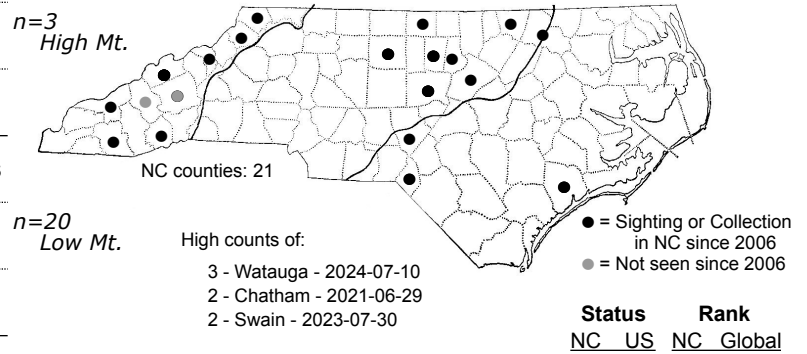 n=3
High Mt.
NC counties: 21
n=20
Low Mt.
High counts of:
3 - Watauga - 2024-07-10
2 - Chatham - 2021-06-29
2 - Swain - 2023-07-30
● = Sighting or Collection
in NC since 2006
● = Not seen since 2006
Status Rank
NC US NC Global